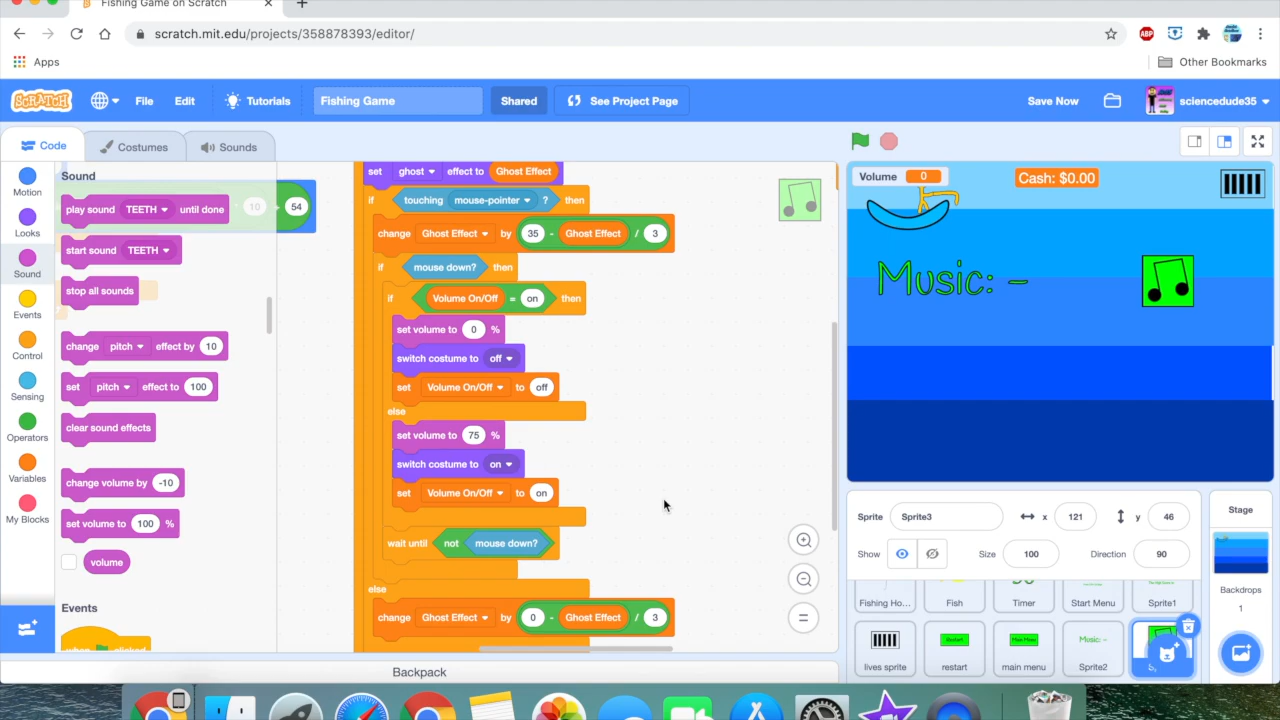 Fishing Game on Scratch
scratch.mit.edu/projects/358878393/editor/
ABP
Apps
Other Bookmarks
SCRATCH
File
Edit
Tutorials
Fishing Game
Shared
See Project Page
Save Now
sciencedude35
Code
Costumes
Sounds
Motion
Looks
Sound
Events
Control
Sensing
Operators
Variables
My Blocks
Sound
play sound TEETH until done
10
54
start sound TEETH
stop all sounds
change pitch effect by 10
set pitch effect to 100
clear sound effects
change volume by -10
set volume to 100 %
volume
Events
when clicked
set ghost effect to Ghost Effect
if touching mouse-pointer ? then
change Ghost Effect by 35 - Ghost Effect / 3
if mouse down? then
if Volume On/Off = on then
set volume to 0 %
switch costume to off
set Volume On/Off to off
else
set volume to 75 %
switch costume to on
set Volume On/Off to on
wait until not mouse down?
else
change Ghost Effect by 0 - Ghost Effect / 3
Backpack
Volume 0
Cash: $0.00
Music: -
Sprite Sprite3
x 121
y 46
Show
Size 100
Direction 90
Fishing Ho...
Fish
Timer
Start Menu
Sprite1
lives sprite
Restart
restart
Main Menu
main menu
Music: -
Sprite2
Stage
Backdrops
1